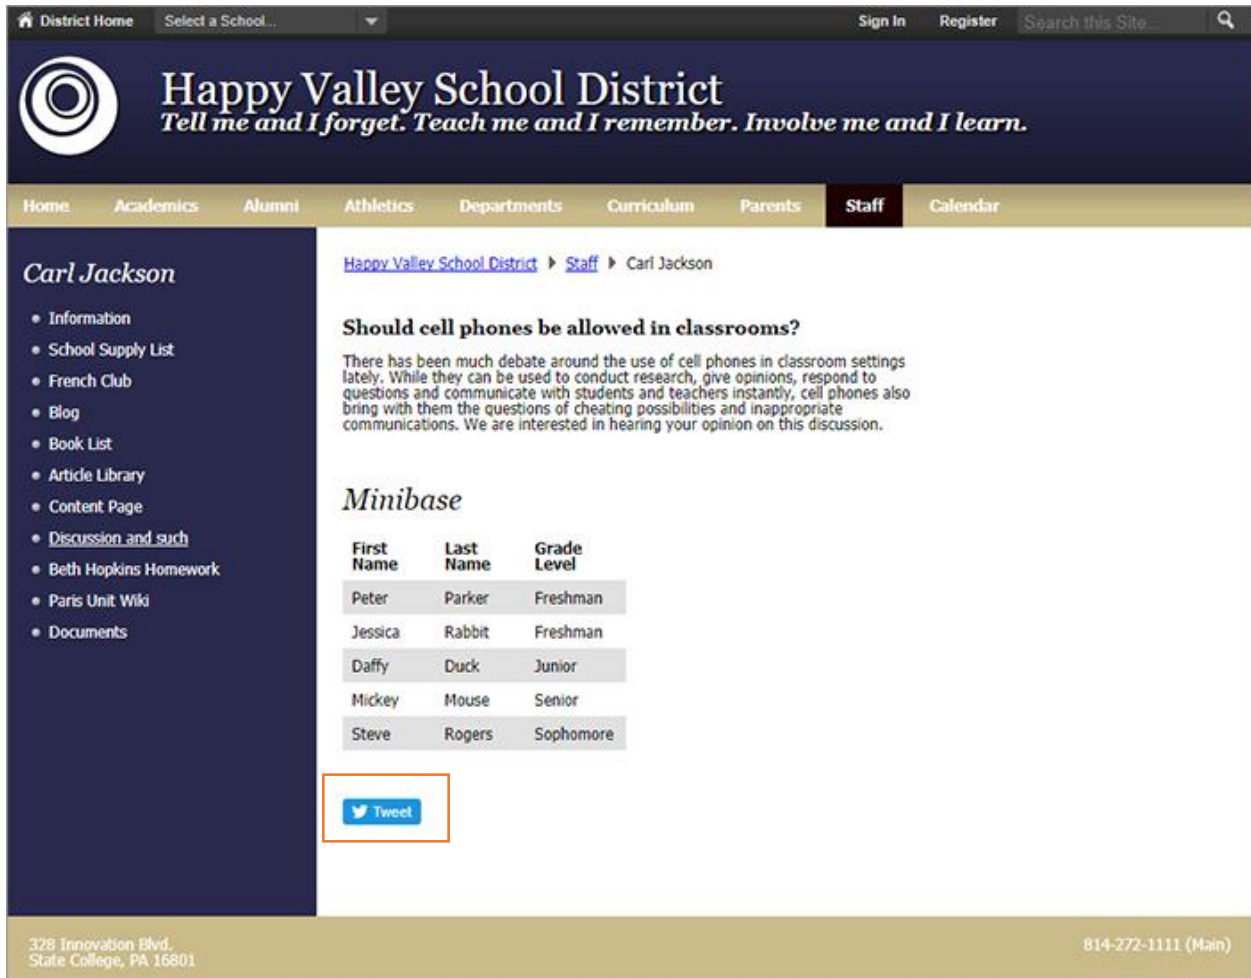 District Home Select a School... Sign In Register Search this Site...
Happy Valley School District
Tell me and I forget. Teach me and I remember. Involve me and I learn.
Home Academics Alumni Athletics Departments Curriculum Parents Staff Calendar
Carl Jackson
Information
School Supply List
French Club
Blog
Book List
Article Library
Content Page
Discussion and such
Beth Hopkins Homework
Paris Unit Wiki
Documents
Happy Valley School District Staff Carl Jackson
Should cell phones be allowed in classrooms?
There has been much debate around the use of cell phones in classroom settings
lately. While they can be used to conduct research, give opinions, respond to
questions and communicate with students and teachers instantly, cell phones also
bring with them the questions of cheating possibilities and inappropriate
communications. We are interested in hearing your opinion on this discussion.
Minibase
First Name Last Name Grade Level
Peter Parker Freshman
Jessica Rabbit Freshman
Daffy Duck Junior
Mickey Mouse Senior
Steve Rogers Sophomore
Tweet
328 Innovation Blvd.
State College, PA 16801
814-272-1111 (Main)